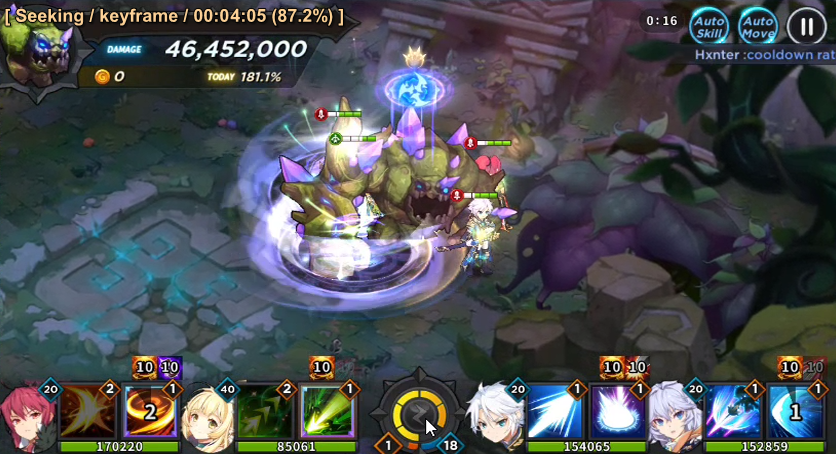 [ Seeking / keyframe / 00:04:05 (87.2%) ]
DAMAGE 46,452,000
0 TODAY 181.1%
0:16 Auto Skill Auto Move
Hxnter :cooldown rat
10 10 10 10 10 10 10
20 2 1 40 2 1 20 1 1 20 1 1
2 1
1 18
170220 85061 154065 152859